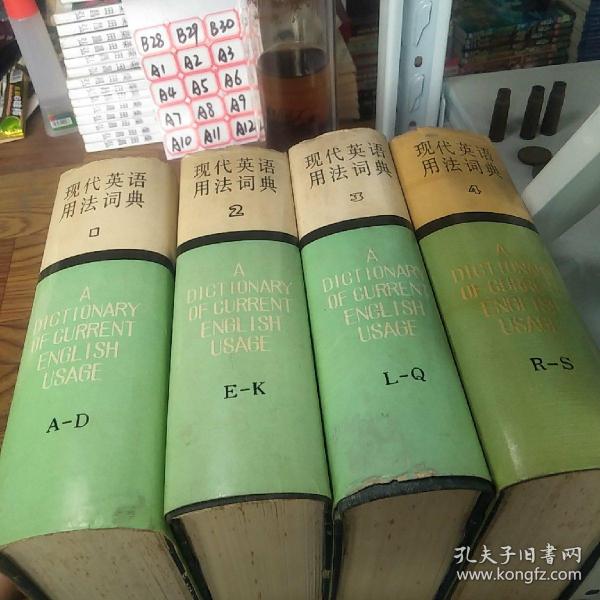 B28 B29 B30
A1 A2 A3
A4 A5 A6
A7 A8 A9
A10 A11 A12
现代英语
用法词典
1
A
DICTIONARY
OF CURRENT
ENGLISH
USAGE
A-D
现代英语
用法词典
2
A
DICTIONARY
OF CURRENT
ENGLISH
USAGE
E-K
现代英语
用法词典
3
A
DICTIONARY
OF CURRENT
ENGLISH
USAGE
L-Q
现代英语
用法词典
4
A
DICTIONARY
OF CURRENT
ENGLISH
USAGE
R-S
孔夫子旧书网
www.kongfz.com